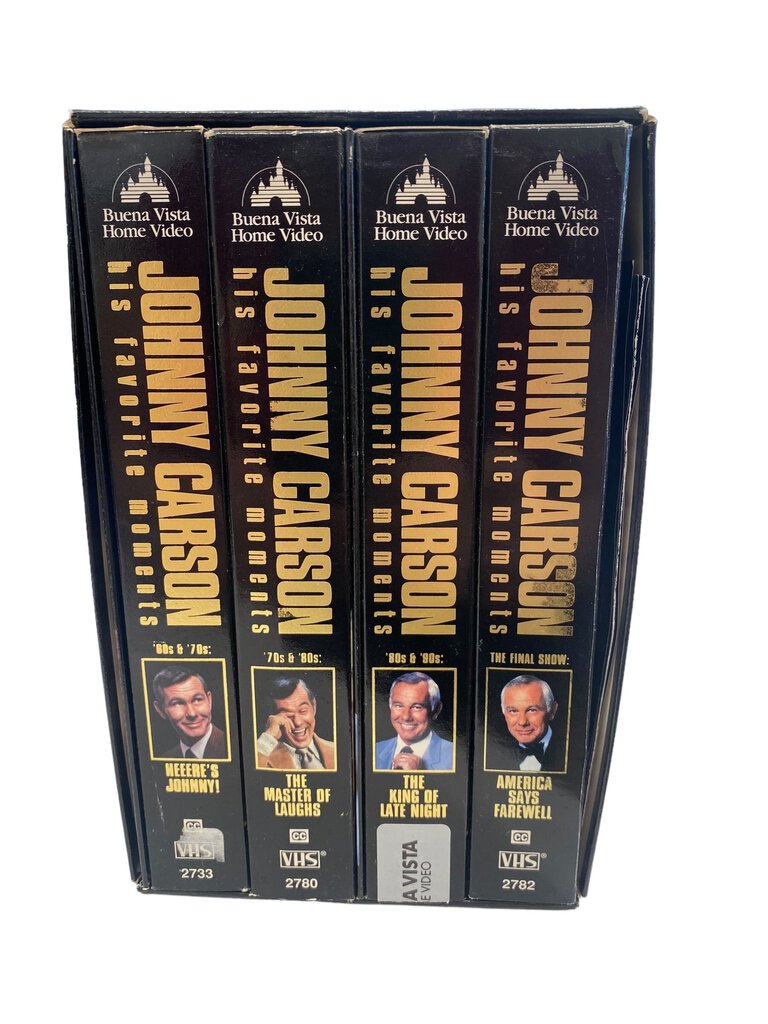 Buena Vista
Home Video
JOHNNY CARSON
his favorite moments
'60s & '70s:
HEEERE'S
JOHNNY!
CC
VHS
2733
Buena Vista
Home Video
JOHNNY CARSON
his favorite moments
'70s & '80s:
THE
MASTER OF
LAUGHS
CC
VHS®
2780
Buena Vista
Home Video
JOHNNY CARSON
his favorite moments
'80s & '90s:
THE
KING OF
LATE NIGHT
A VISTA
E VIDEO
Buena Vista
Home Video
JOHNNY CARSON
his favorite moments
THE FINAL SHOW:
AMERICA
SAYS
FAREWELL
CC
VHS®
2782